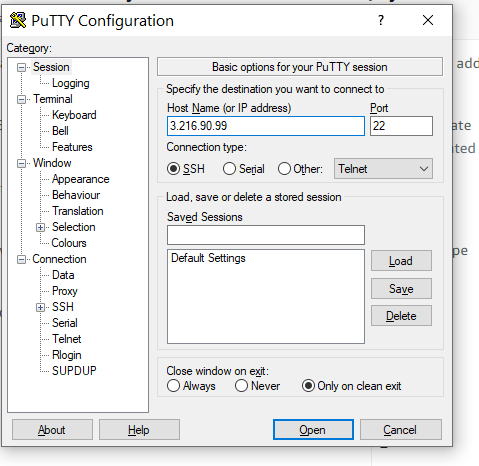 PuTTY Configuration
?
Category:
Session
Logging
Terminal
Keyboard
Bell
Features
Window
Appearance
Behaviour
Translation
Selection
Colours
Connection
Data
Proxy
SSH
Serial
Telnet
Rlogin
SUPDUP
Basic options for your PuTTY session
Specify the destination you want to connect to
Host Name (or IP address) Port
3.216.90.99 22
Connection type:
SSH Serial Other: Telnet
Load, save or delete a stored session
Saved Sessions
Default Settings
Load
Save
Delete
Close window on exit:
Always Never Only on clean exit
About Help Open Cancel
add